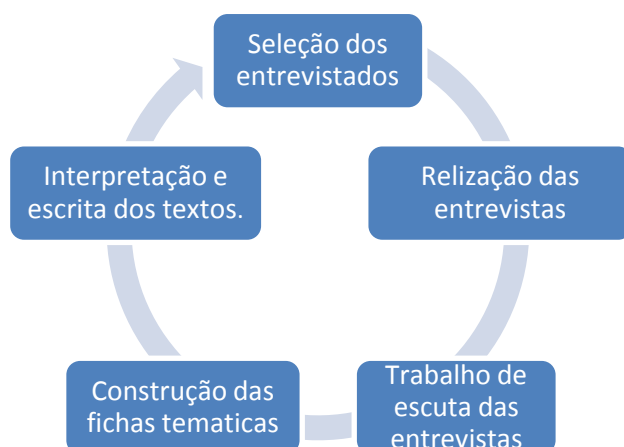 Seleção dos
entrevistados
Relização das
entrevistas
Trabalho de
escuta das
entrevistas
Construção das
fichas tematicas
Interpretação e
escrita dos textos.